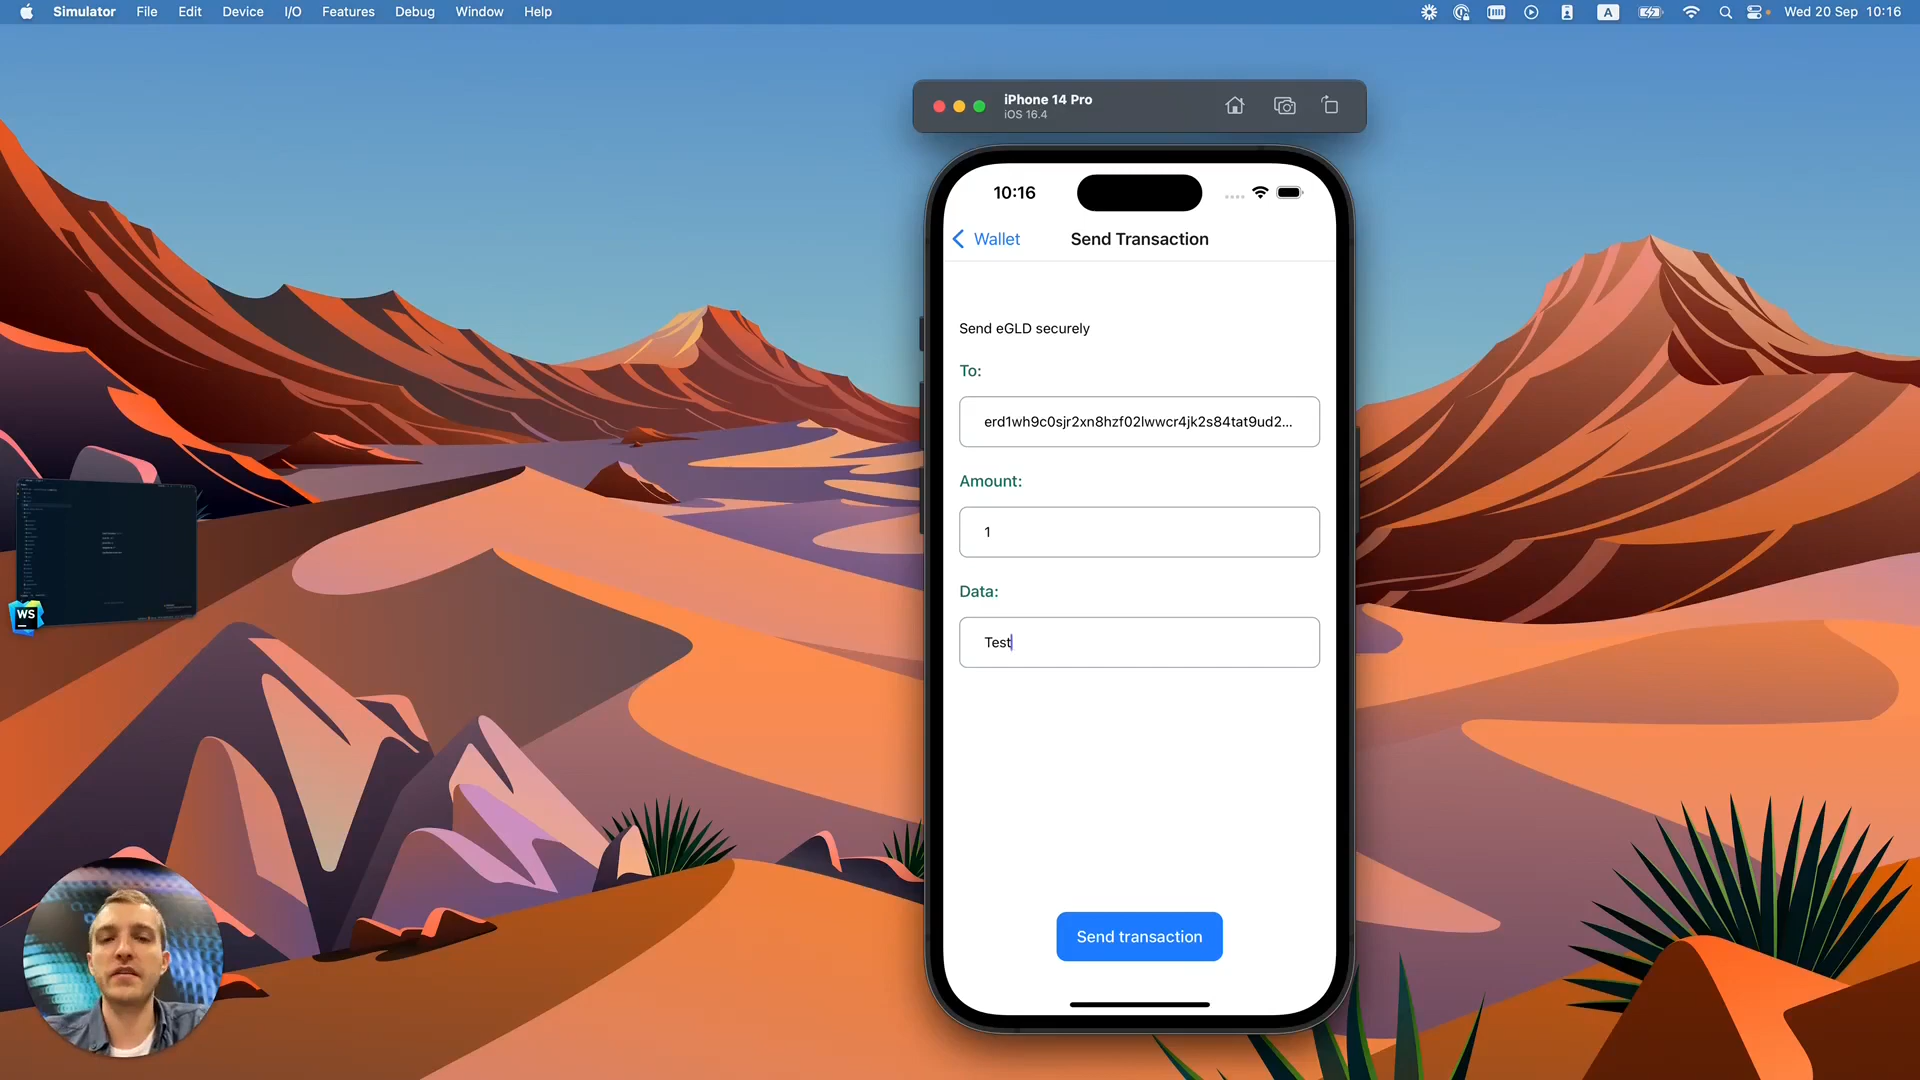 Simulator File Edit Device I/O Features Debug Window Help
A Wed 20 Sep 10:16
iPhone 14 Pro
iOS 16.4
10:16
Wallet
Send Transaction
Send eGLD securely
To:
erd1wh9c0sjr2xn8hzf02lwwcr4jk2s84tat9ud2...
Amount:
1
Data:
Test
WS
Send transaction